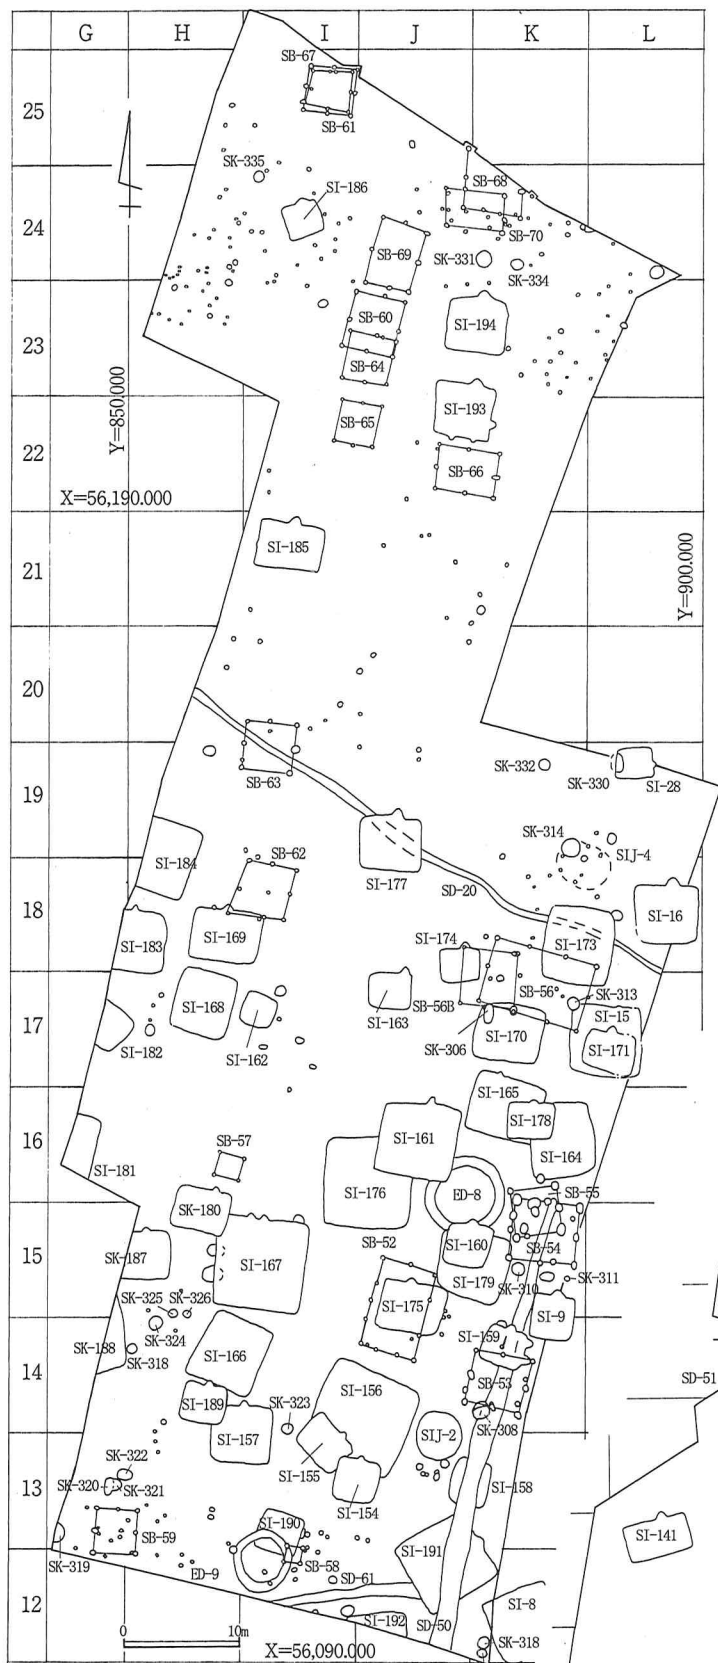 G H I J K L
SB-67
25
SB-61
SK-335
SI-186
SB-68
24
SB-70
SB-69
SK-331
SK-334
SB-60
SI-194
23
SB-64
Y=850.000
SI-193
SB-65
22
SB-66
X=56,190.000
SI-185
21
Y=900.000
20
SK-332
SK-330
SI-28
SB-63
19
SK-314
SIJ-4
SI-184
SB-62
SI-177
SD-20
18
SI-16
SI-183
SI-169
SI-174
SI-173
SB-56
SK-313
SI-168
SB-56B
17
SI-15
SI-163
SI-170
SI-182
SI-162
SK-306
SI-171
SI-165
SI-178
16
SI-161
SI-164
SB-57
SI-181
SI-176
ED-8
SB-55
SK-180
SB-52
SI-160
SB-54
15
SK-187
SI-167
SI-179
SK-310
SK-311
SK-325
SK-326
SI-175
SI-9
SK-324
SI-159
SK-188
SK-318
SI-166
14
SB-53
SI-156
SD-51
SI-189
SK-323
SI-157
SIJ-2
SK-308
SI-155
SK-322
13
SK-320
SK-321
SI-154
SI-158
SI-190
SB-59
SI-141
SI-191
SK-319
ED-9
SB-58
SD-61
12
SI-8
SI-192
SD-50
SK-318
0 10m
X=56,090.000